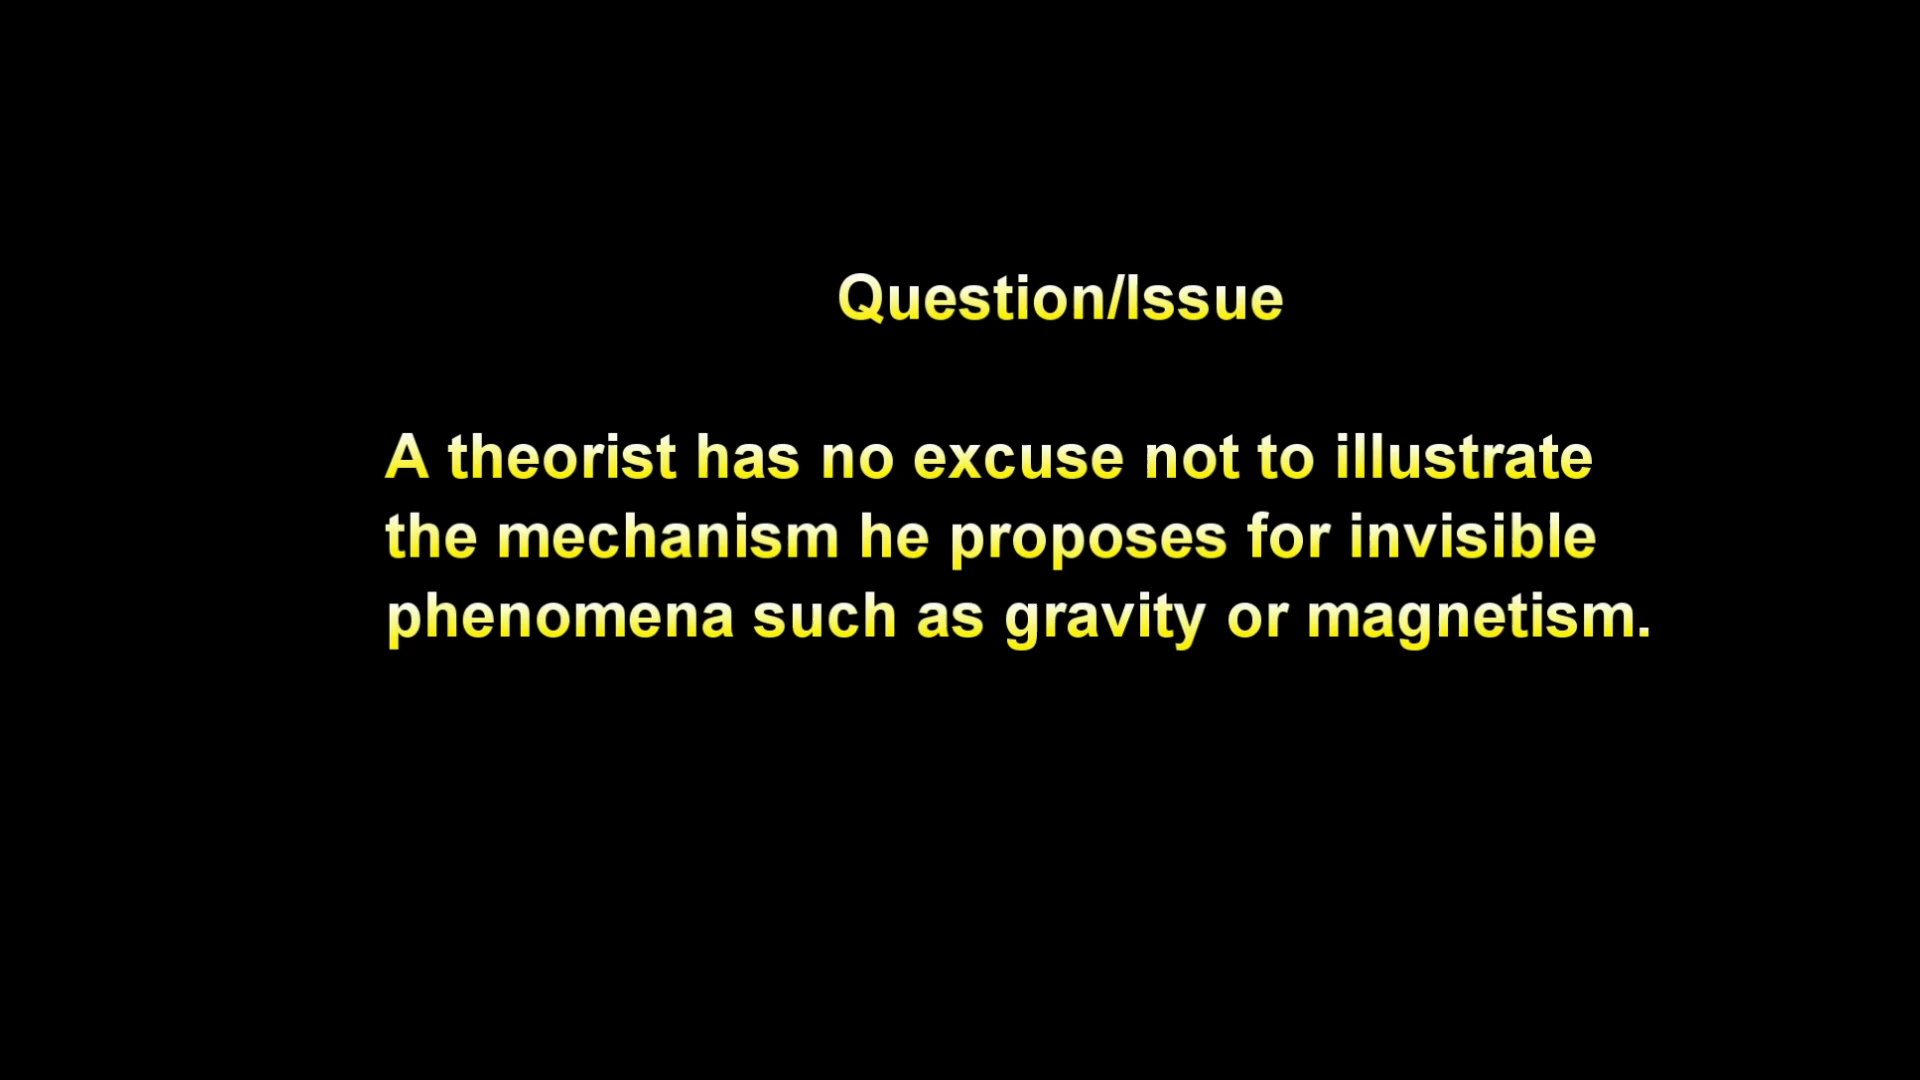 Question/Issue
A theorist has no excuse not to illustrate
the mechanism he proposes for invisible
phenomena such as gravity or magnetism.